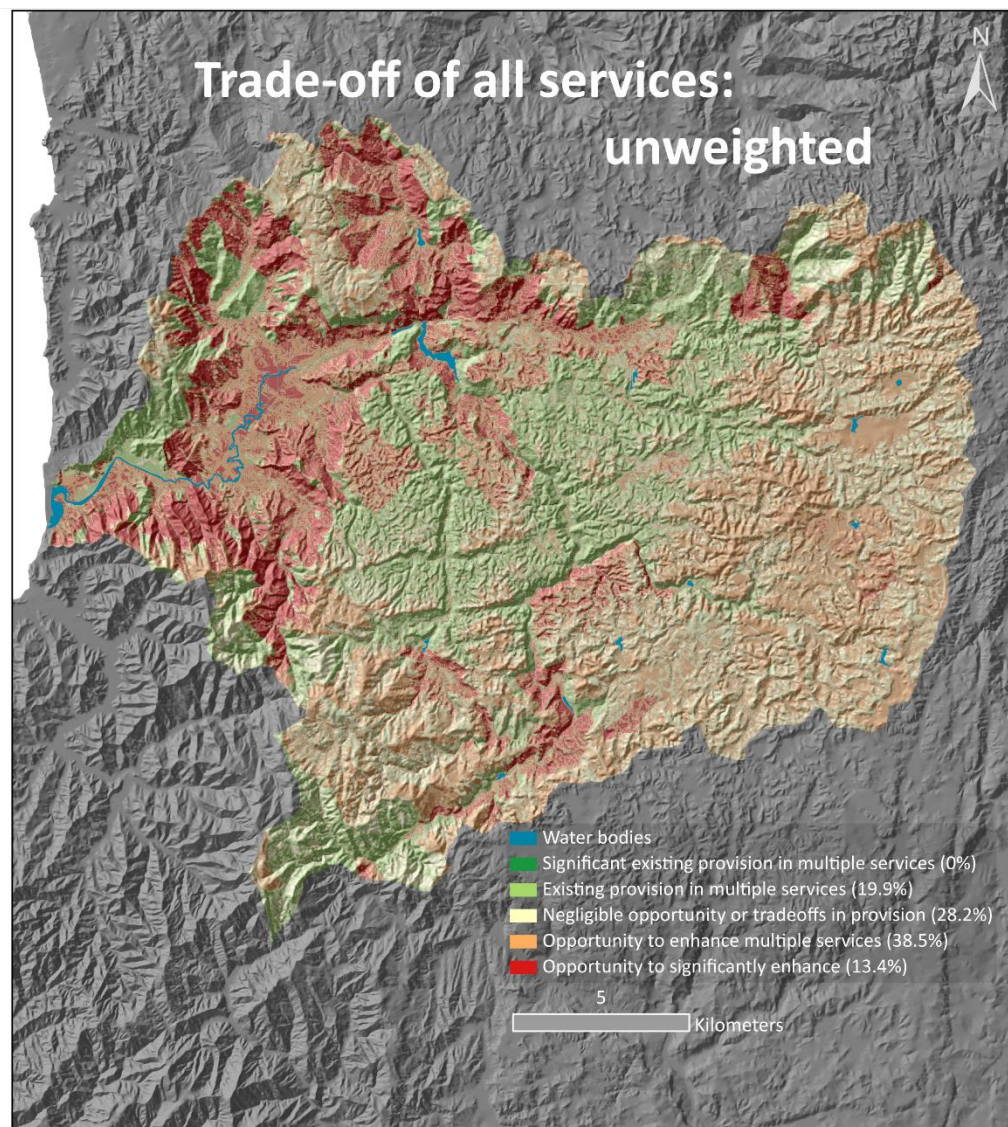 N
Trade-off of all services:
unweighted
Water bodies
Significant existing provision in multiple services (0%)
Existing provision in multiple services (19.9%)
Negligible opportunity or tradeoffs in provision (28.2%)
Opportunity to enhance multiple services (38.5%)
Opportunity to significantly enhance (13.4%)
5
Kilometers